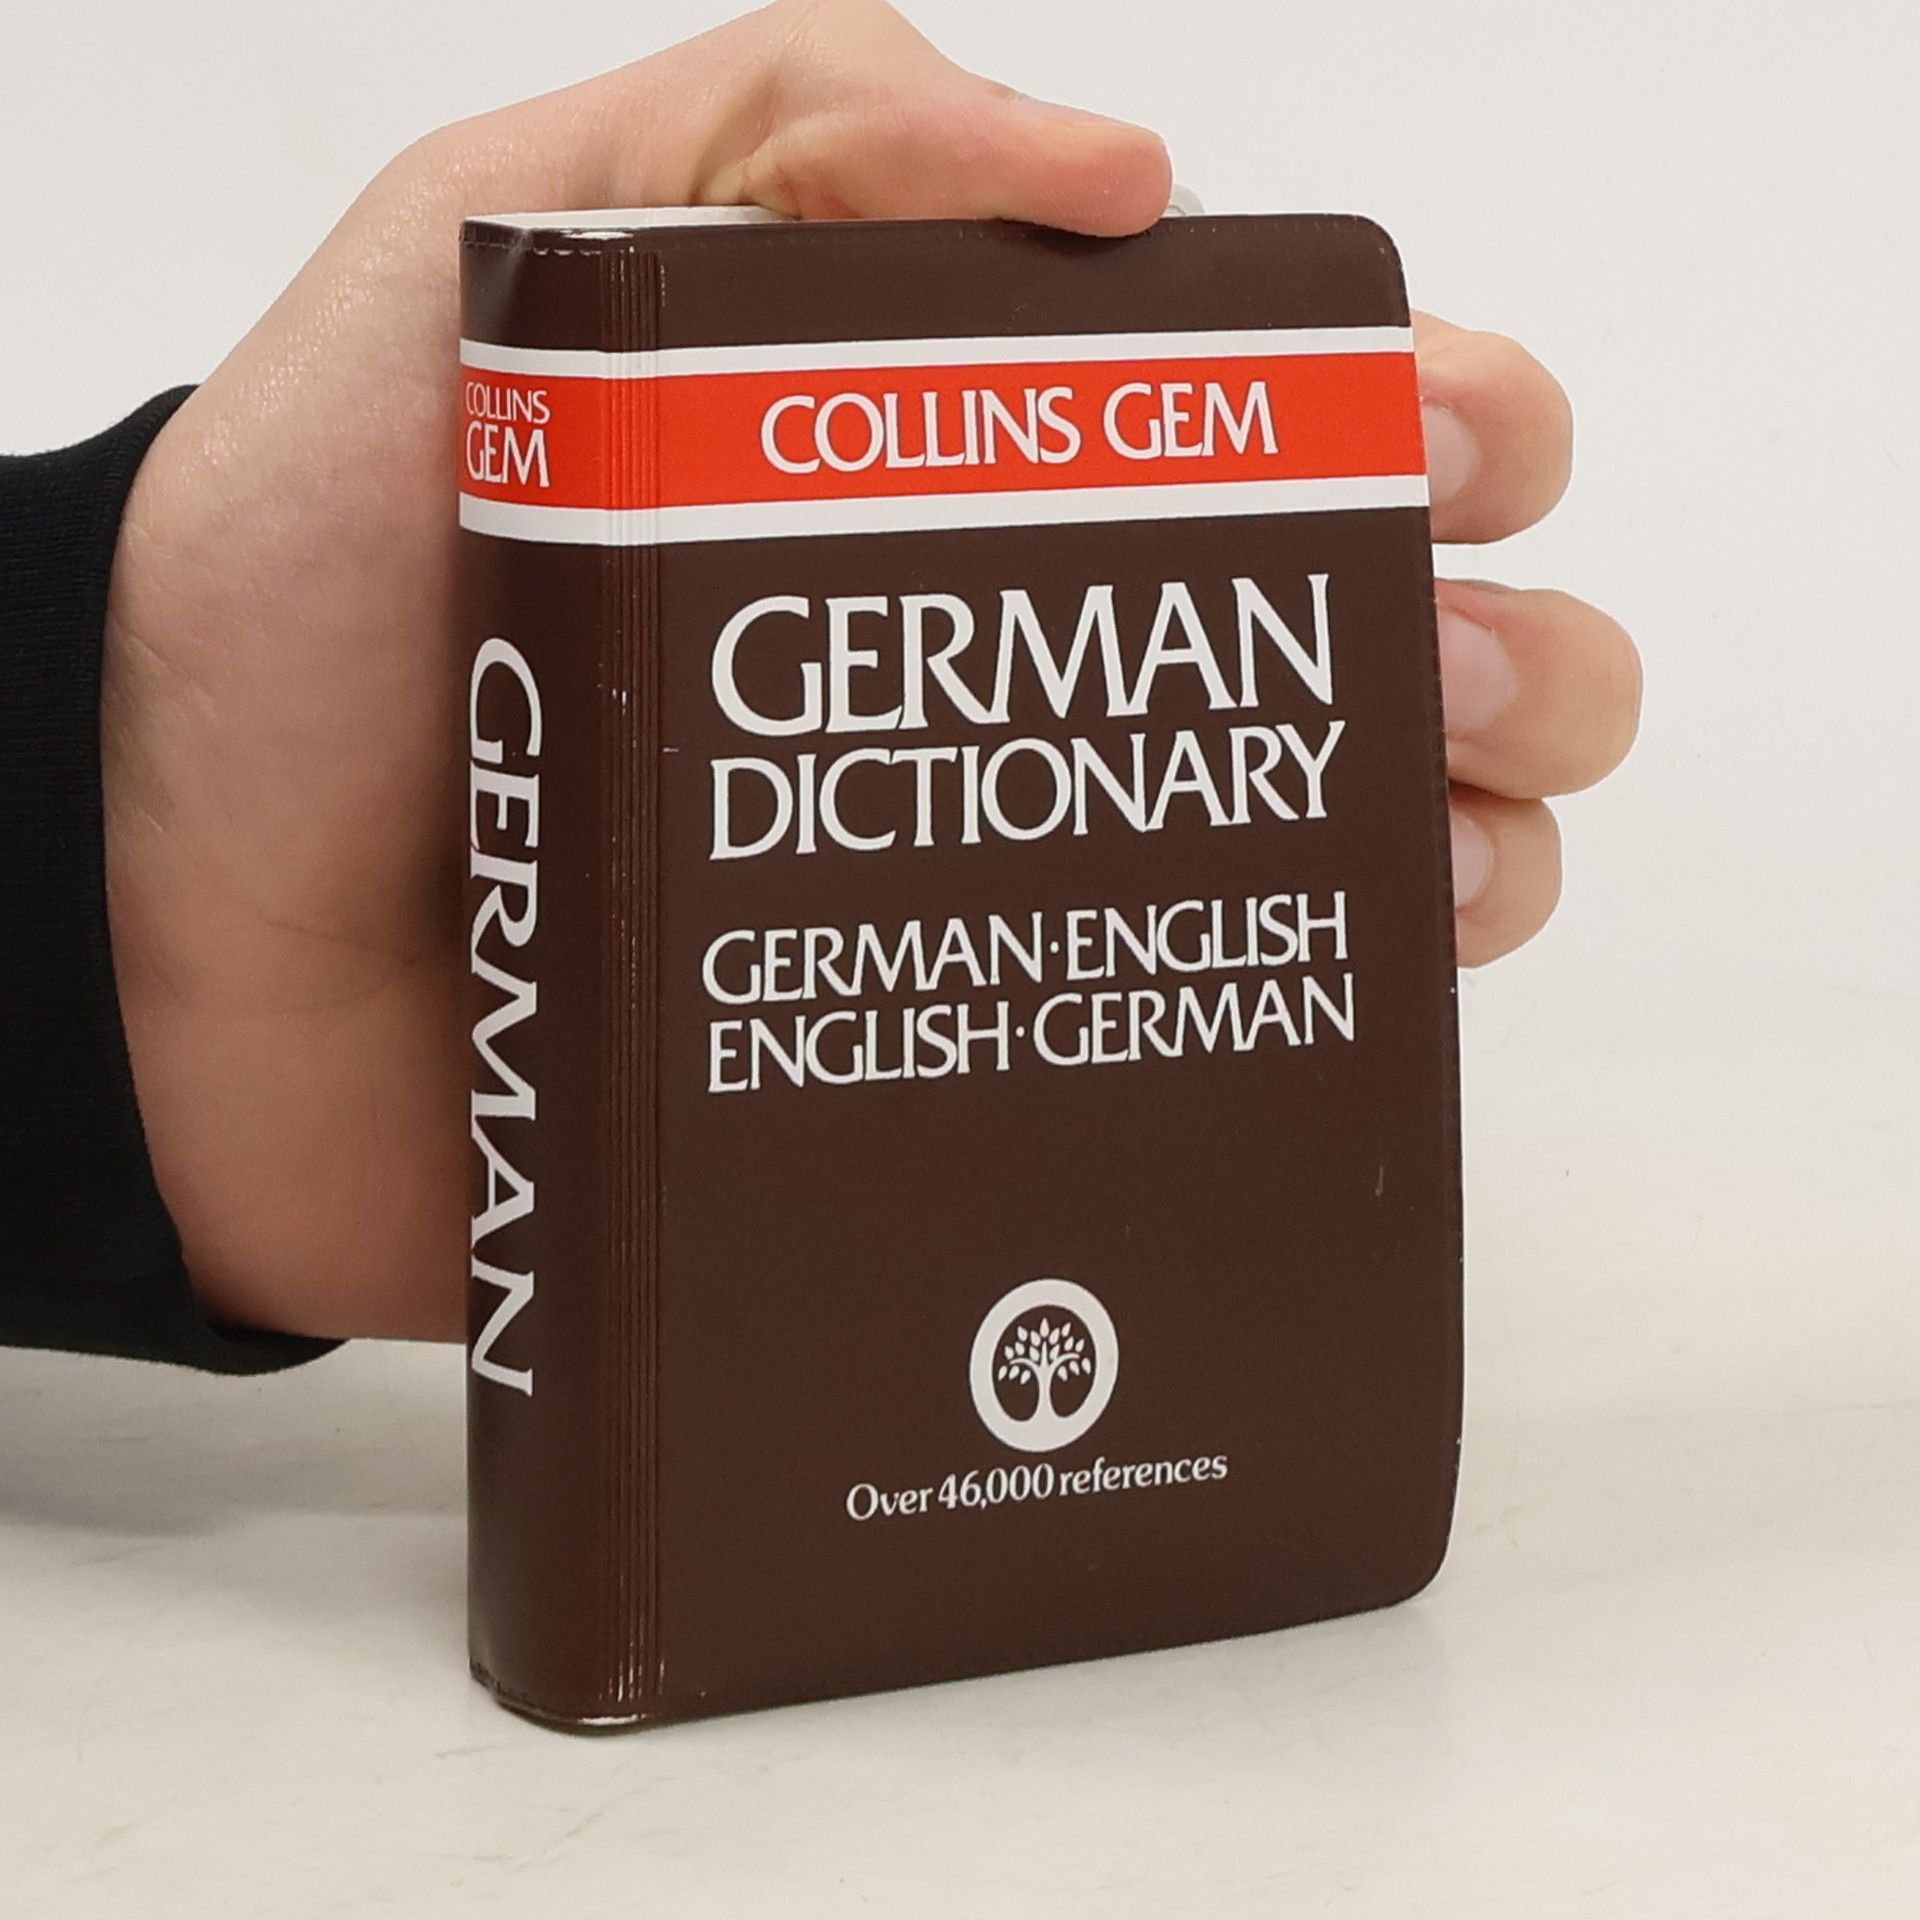 COLLINS
GEM
GERMAN
COLLINS GEM
GERMAN
DICTIONARY
GERMAN·ENGLISH
ENGLISH·GERMAN
Over 46,000 references